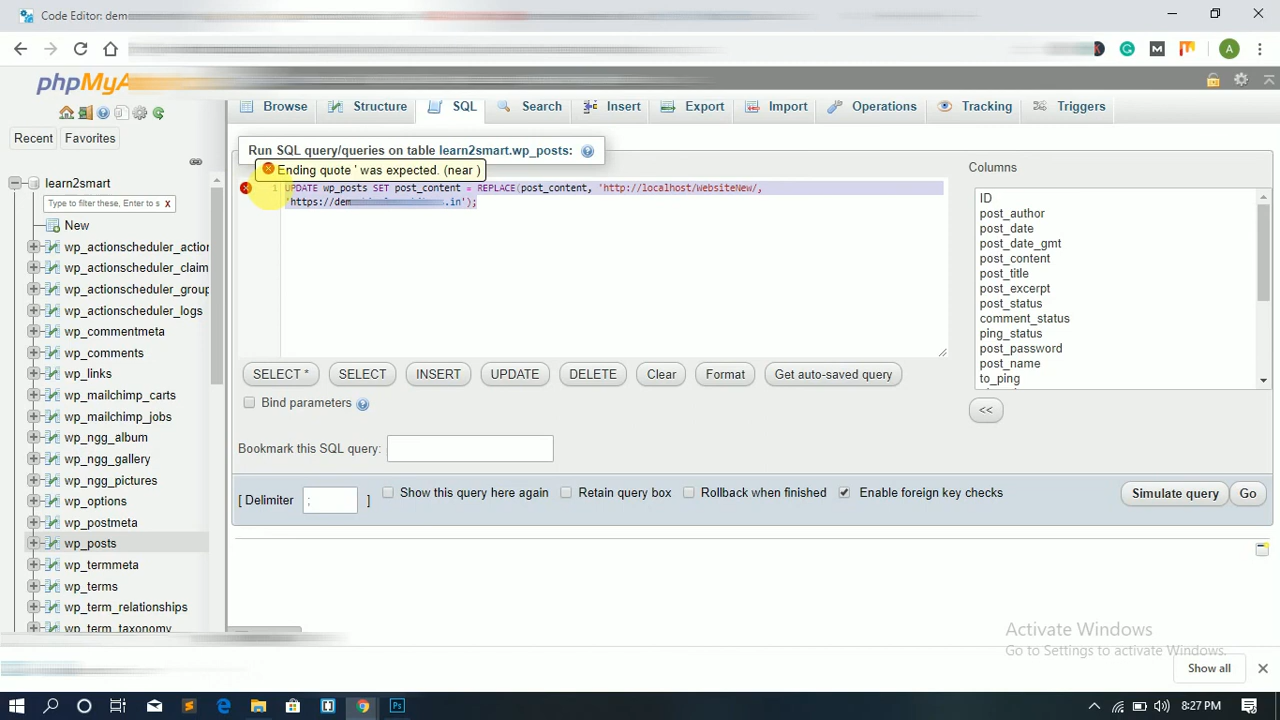 Code Editor: dem
A
phpMyA
Browse Structure SQL Search Insert Export Import Operations Tracking Triggers
Recent Favorites
Run SQL query/queries on table learn2smart.wp_posts:
Ending quote ' was expected. (near )
Columns
1 UPDATE wp_posts SET post_content = REPLACE(post_content, 'http://localhost/WebsiteNew/,
'https://dem .in');
learn2smart
Type to filter these, Enter to s X
New
wp_actionscheduler_action
wp_actionscheduler_claim
wp_actionscheduler_group
wp_actionscheduler_logs
wp_commentmeta
wp_comments
wp_links
wp_mailchimp_carts
wp_mailchimp_jobs
wp_ngg_album
wp_ngg_gallery
wp_ngg_pictures
wp_options
wp_postmeta
wp_posts
wp_termmeta
wp_terms
wp_term_relationships
wp_term_taxonomy
ID
post_author
post_date
post_date_gmt
post_content
post_title
post_excerpt
post_status
comment_status
ping_status
post_password
post_name
to_ping
<<
SELECT * SELECT INSERT UPDATE DELETE Clear Format Get auto-saved query
Bind parameters
Bookmark this SQL query:
[ Delimiter ; ] Show this query here again Retain query box Rollback when finished Enable foreign key checks Simulate query Go
Activate Windows
Go to Settings to activate Windows.
Show all
Ps 8:27 PM